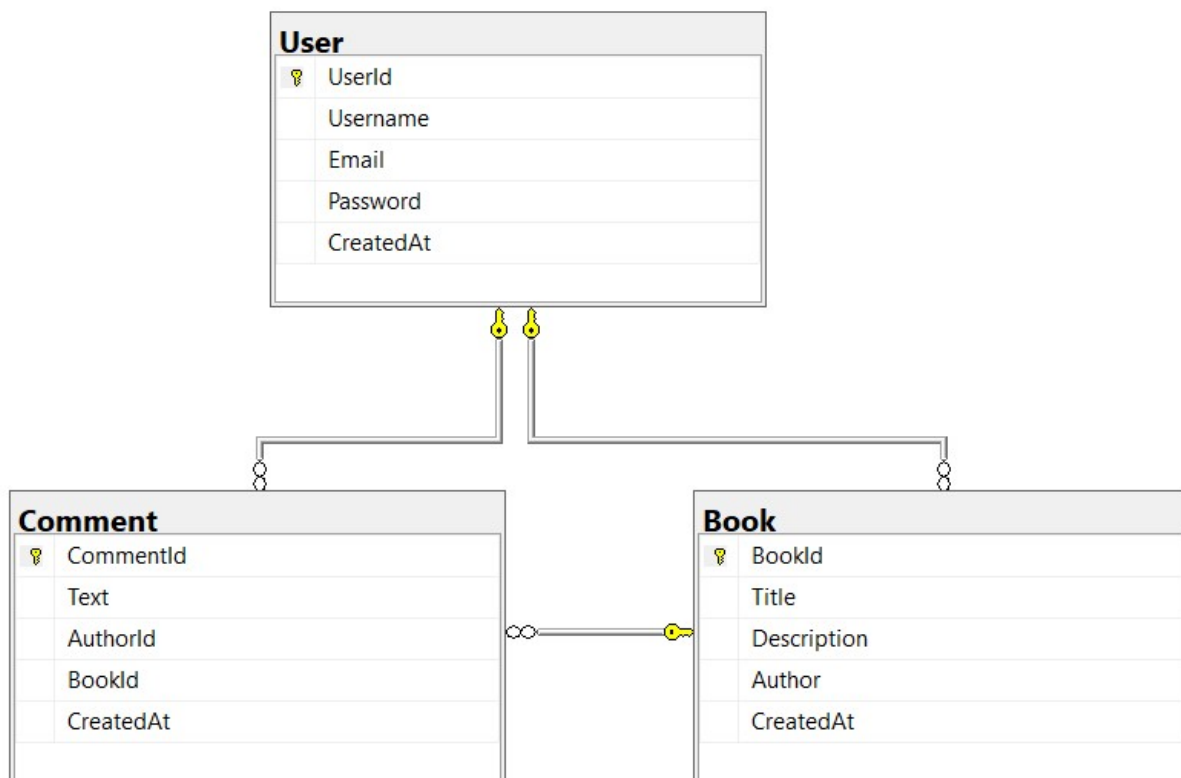 User
UserId
Username
Email
Password
CreatedAt
Comment
CommentId
Text
AuthorId
BookId
CreatedAt
Book
BookId
Title
Description
Author
CreatedAt